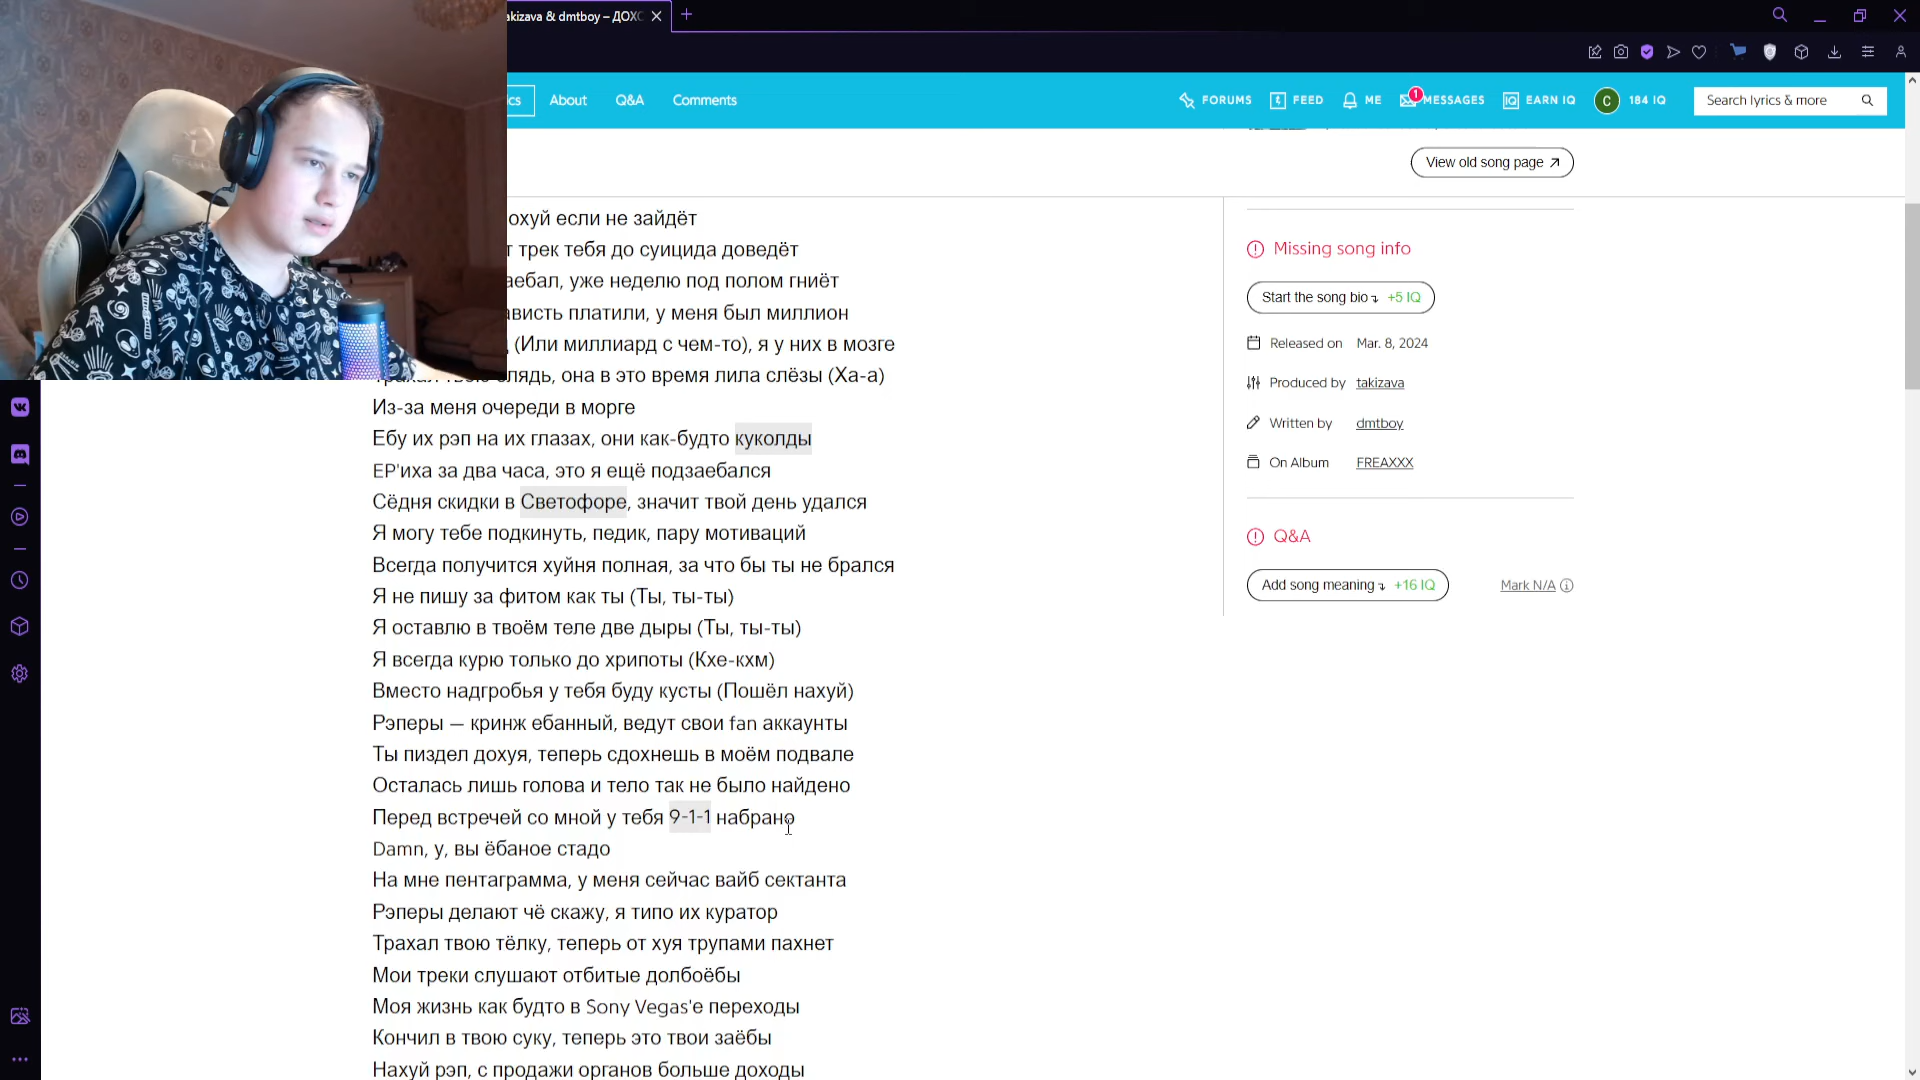 akizava & dmtboy – ДОХС
ics
About
Q&A
Comments
FORUMS
FEED
ME
1
MESSAGES
IQ
EARN IQ
C
184 IQ
Search lyrics & more
View old song page
охуй если не зайдёт
т трек тебя до суицида доведёт
аебал, уже неделю под полом гниёт
ависть платили, у меня был миллион
(Или миллиард с чем-то), я у них в мозге
блядь, она в это время лила слёзы (Ха-а)
Из-за меня очереди в морге
Ебу их рэп на их глазах, они как-будто куколды
EP'иха за два часа, это я ещё подзаебался
Сёдня скидки в Светофоре, значит твой день удался
Я могу тебе подкинуть, педик, пару мотиваций
Всегда получится хуйня полная, за что бы ты не брался
Я не пишу за фитом как ты (Ты, ты-ты)
Я оставлю в твоём теле две дыры (Ты, ты-ты)
Я всегда курю только до хрипоты (Кхе-кхм)
Вместо надгробья у тебя буду кусты (Пошёл нахуй)
Рэперы — кринж ебанный, ведут свои fan аккаунты
Ты пиздел дохуя, теперь сдохнешь в моём подвале
Осталась лишь голова и тело так не было найдено
Перед встречей со мной у тебя 9-1-1 набрано
Damn, у, вы ёбаное стадо
На мне пентаграмма, у меня сейчас вайб сектанта
Рэперы делают чё скажу, я типо их куратор
Трахал твою тёлку, теперь от хуя трупами пахнет
Мои треки слушают отбитые долбоёбы
Моя жизнь как будто в Sony Vegas'е переходы
Кончил в твою суку, теперь это твои заёбы
Нахуй рэп, с продажи органов больше доходы
Missing song info
Start the song bio +5 IQ
Released on Mar. 8, 2024
Produced by takizava
Written by dmtboy
On Album FREAXXX
Q&A
Add song meaning +16 IQ
Mark N/A